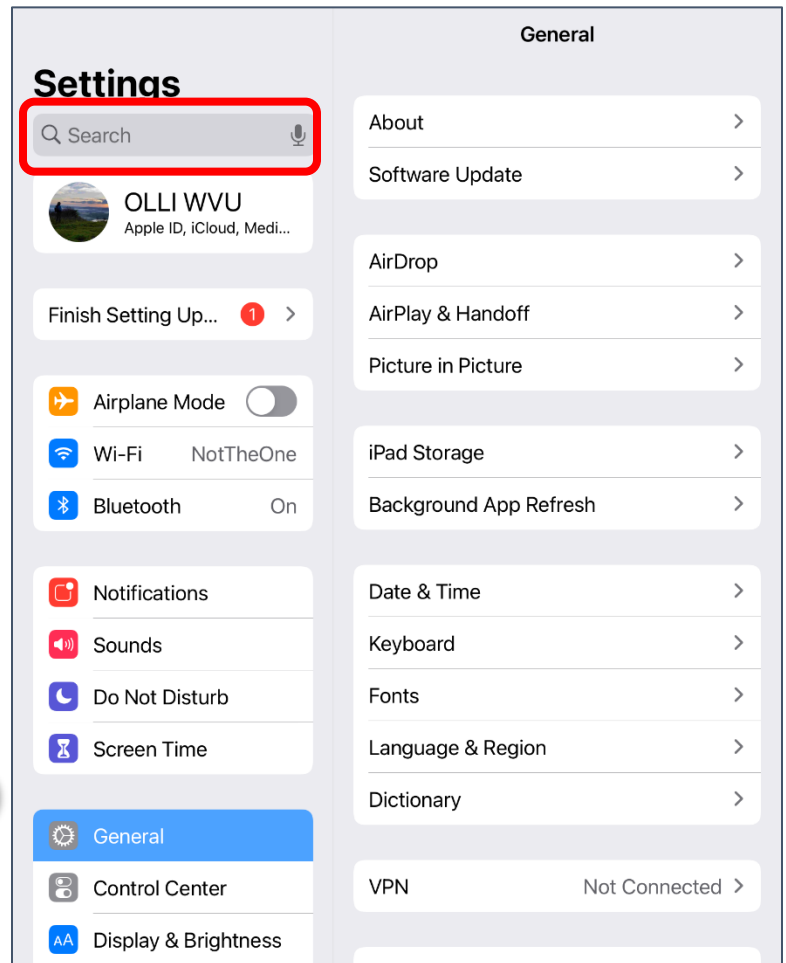 Settings
Search
OLLI WVU
Apple ID, iCloud, Medi...
Finish Setting Up... 1
Airplane Mode
Wi-Fi NotTheOne
Bluetooth On
Notifications
Sounds
Do Not Disturb
Screen Time
General
Control Center
AA Display & Brightness
General
About
Software Update
AirDrop
AirPlay & Handoff
Picture in Picture
iPad Storage
Background App Refresh
Date & Time
Keyboard
Fonts
Language & Region
Dictionary
VPN Not Connected